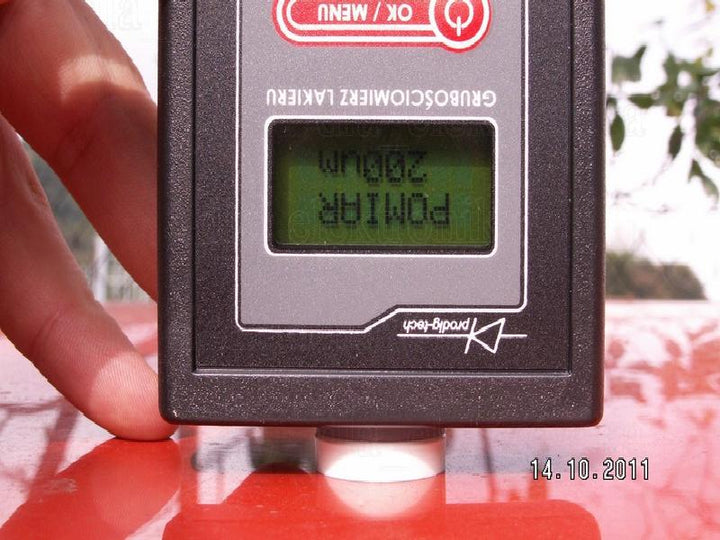 prodig-tech
POMIAR
200um
GRUBOŚCIOMIERZ LAKIERU
OK / MENU
14.10.2011